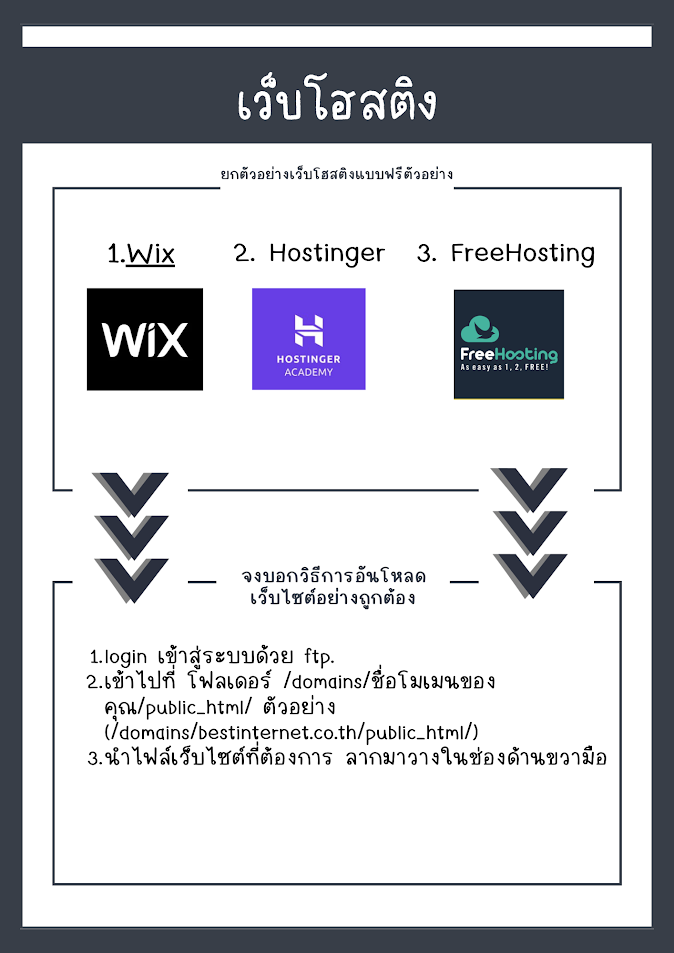 เว็บโฮสติง
ยกตัวอย่างเว็บโฮสติงแบบฟรีตัวอย่าง
1.Wix 2. Hostinger 3. FreeHosting
WiX
HOSTINGER
ACADEMY
FreeHosting
As easy as 1, 2, FREE!
จงบอกวิธีการอันโหลด
เว็บไซต์อย่างถูกต้อง
1.login เข้าสู่ระบบด้วย ftp.
2.เข้าไปที่ โฟลเดอร์ /domains/ชื่อโมเมนของ
คุณ/public_html/ ตัวอย่าง
(/domains/bestinternet.co.th/public_html/)
3.นำไฟล์เว็บไซต์ที่ต้องการ ลากมาวางในช่องด้านขวามือ